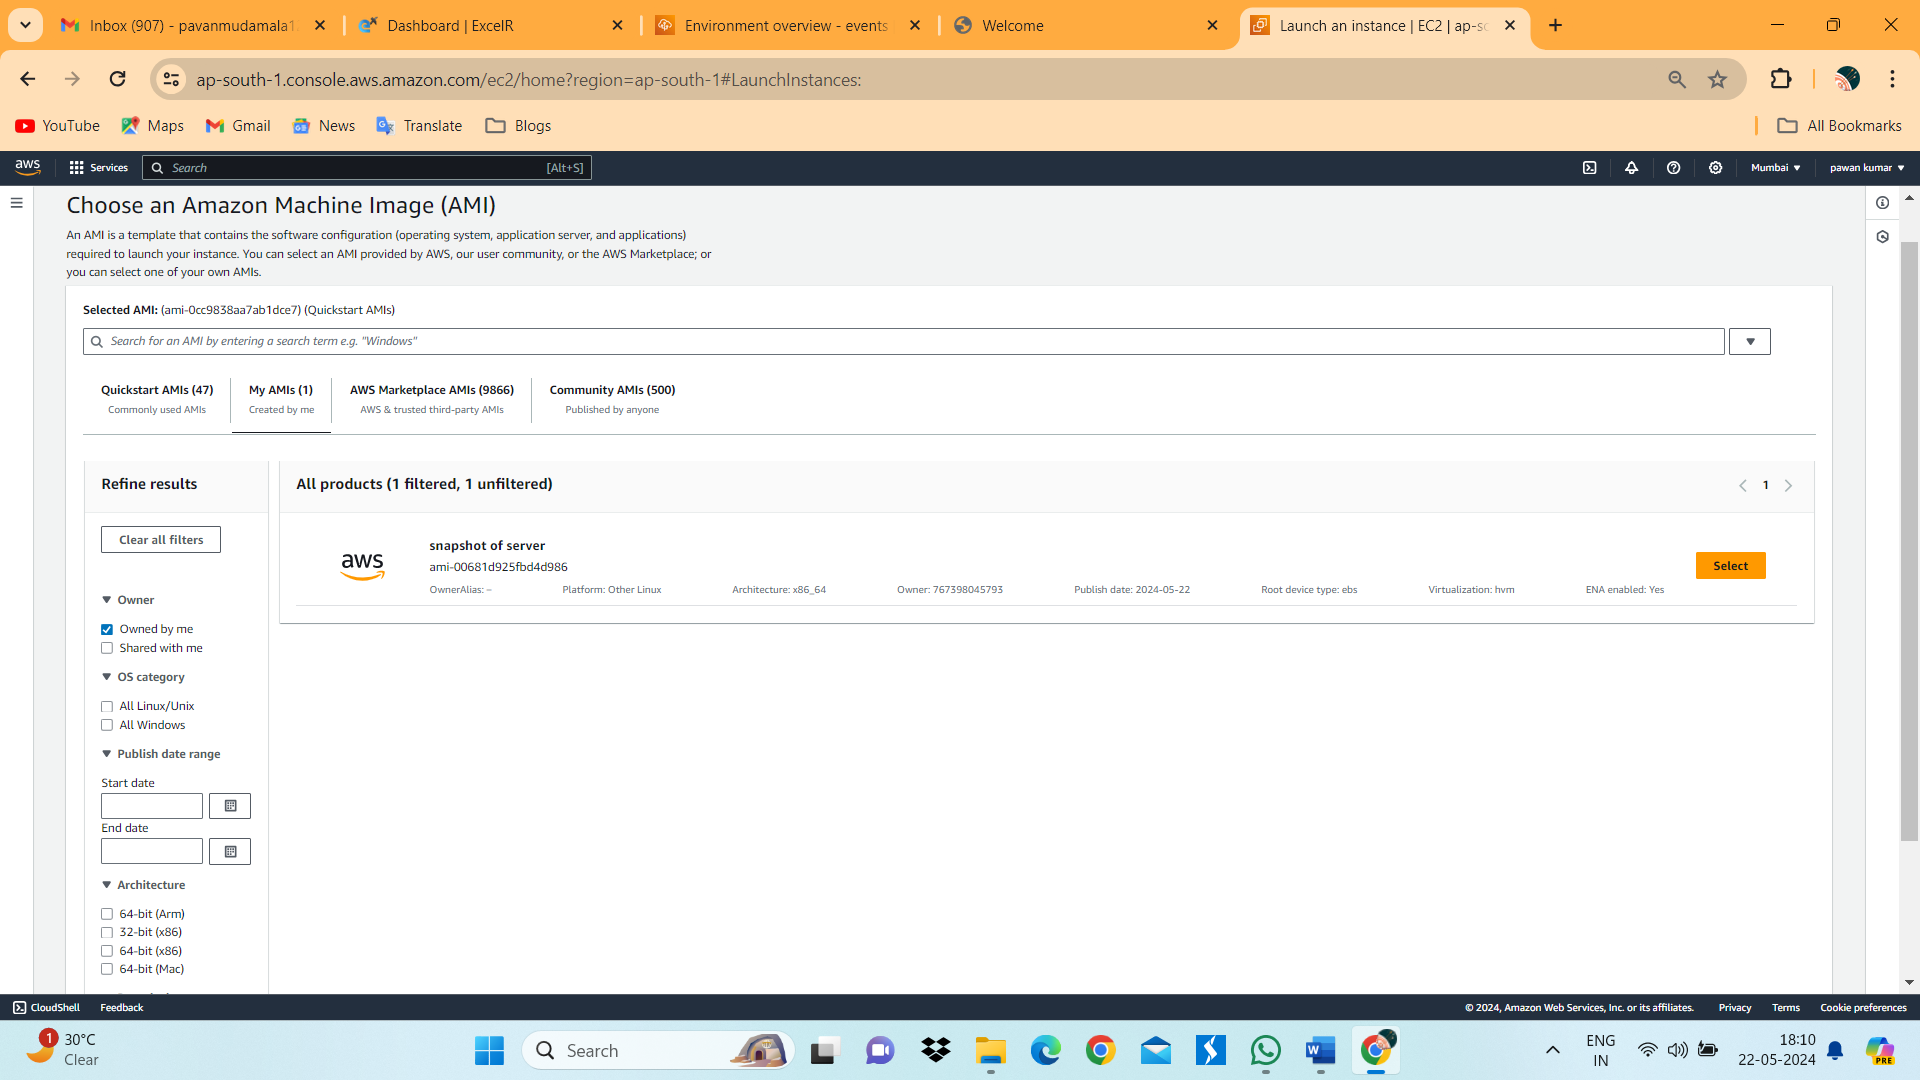 Inbox (907) - pavanmudamala1
Dashboard | ExcelR
Environment overview - events
Welcome
Launch an instance | EC2 | ap-so
ap-south-1.console.aws.amazon.com/ec2/home?region=ap-south-1#LaunchInstances:
YouTube
Maps
Gmail
News
Translate
Blogs
All Bookmarks
aws
Services
Search
[Alt+S]
Mumbai
pawan kumar
Choose an Amazon Machine Image (AMI)
An AMI is a template that contains the software configuration (operating system, application server, and applications)
required to launch your instance. You can select an AMI provided by AWS, our user community, or the AWS Marketplace; or
you can select one of your own AMIs.
Selected AMI: (ami-0cc9838aa7ab1dce7) (Quickstart AMIs)
Search for an AMI by entering a search term e.g. "Windows"
Quickstart AMIs (47)
Commonly used AMIs
My AMIs (1)
Created by me
AWS Marketplace AMIs (9866)
AWS & trusted third-party AMIs
Community AMIs (500)
Published by anyone
Refine results
Clear all filters
Owner
Owned by me
Shared with me
OS category
All Linux/Unix
All Windows
Publish date range
Start date
End date
Architecture
64-bit (Arm)
32-bit (x86)
64-bit (x86)
64-bit (Mac)
All products (1 filtered, 1 unfiltered)
1
aws
snapshot of server
ami-00681d925fbd4d986
OwnerAlias: –
Platform: Other Linux
Architecture: x86_64
Owner: 767398045793
Publish date: 2024-05-22
Root device type: ebs
Virtualization: hvm
ENA enabled: Yes
Select
CloudShell
Feedback
© 2024, Amazon Web Services, Inc. or its affiliates.
Privacy
Terms
Cookie preferences
1
30°C
Clear
Search
ENG
IN
18:10
22-05-2024
PRE